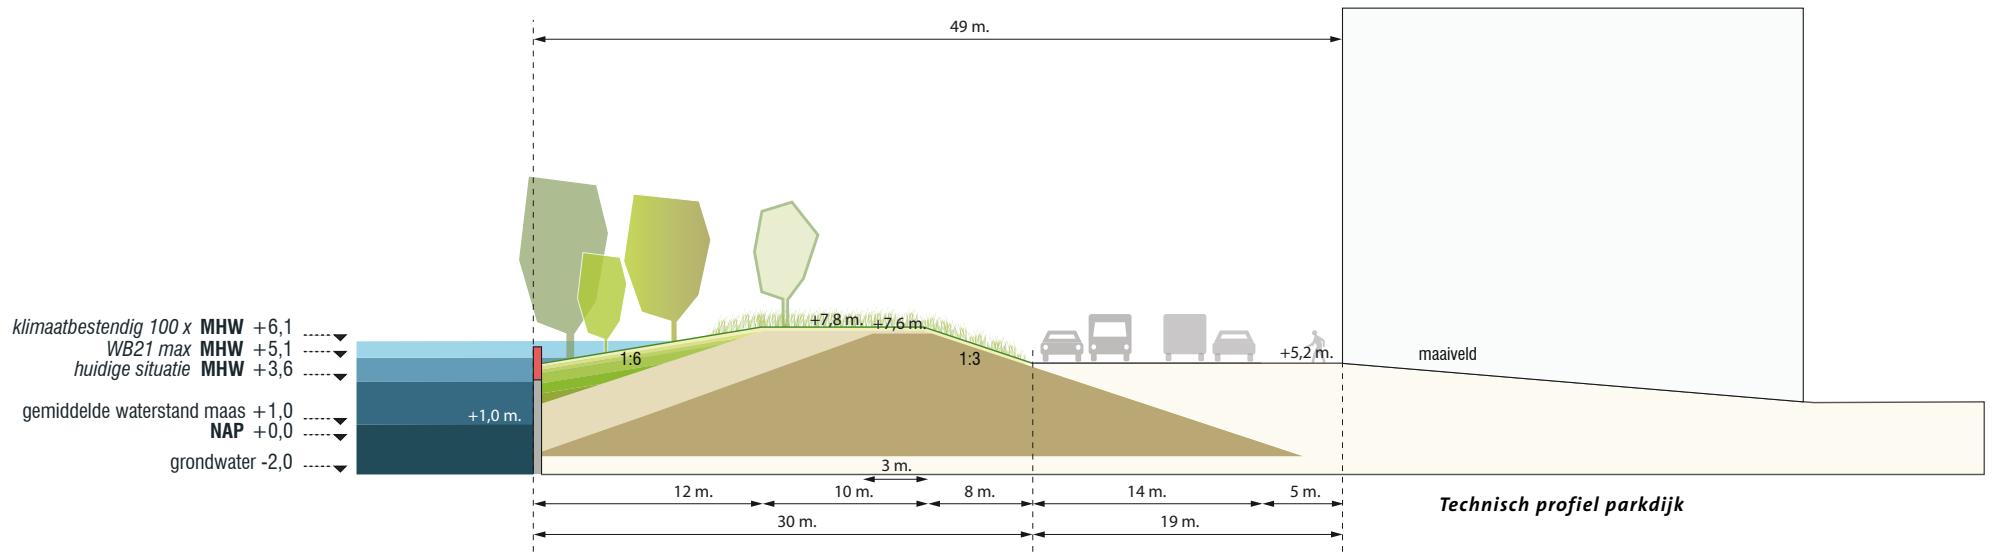 49 m.
klimaatbestendig 100 x MHW +6,1
WB21 max MHW +5,1
huidige situatie MHW +3,6
gemiddelde waterstand maas +1,0
NAP +0,0
grondwater -2,0
+1,0 m.
1:6
+7,8 m.
+7,6 m.
1:3
+5,2 m.
maaiveld
3 m.
12 m.
10 m.
8 m.
14 m.
5 m.
30 m.
19 m.
Technisch profiel parkdijk